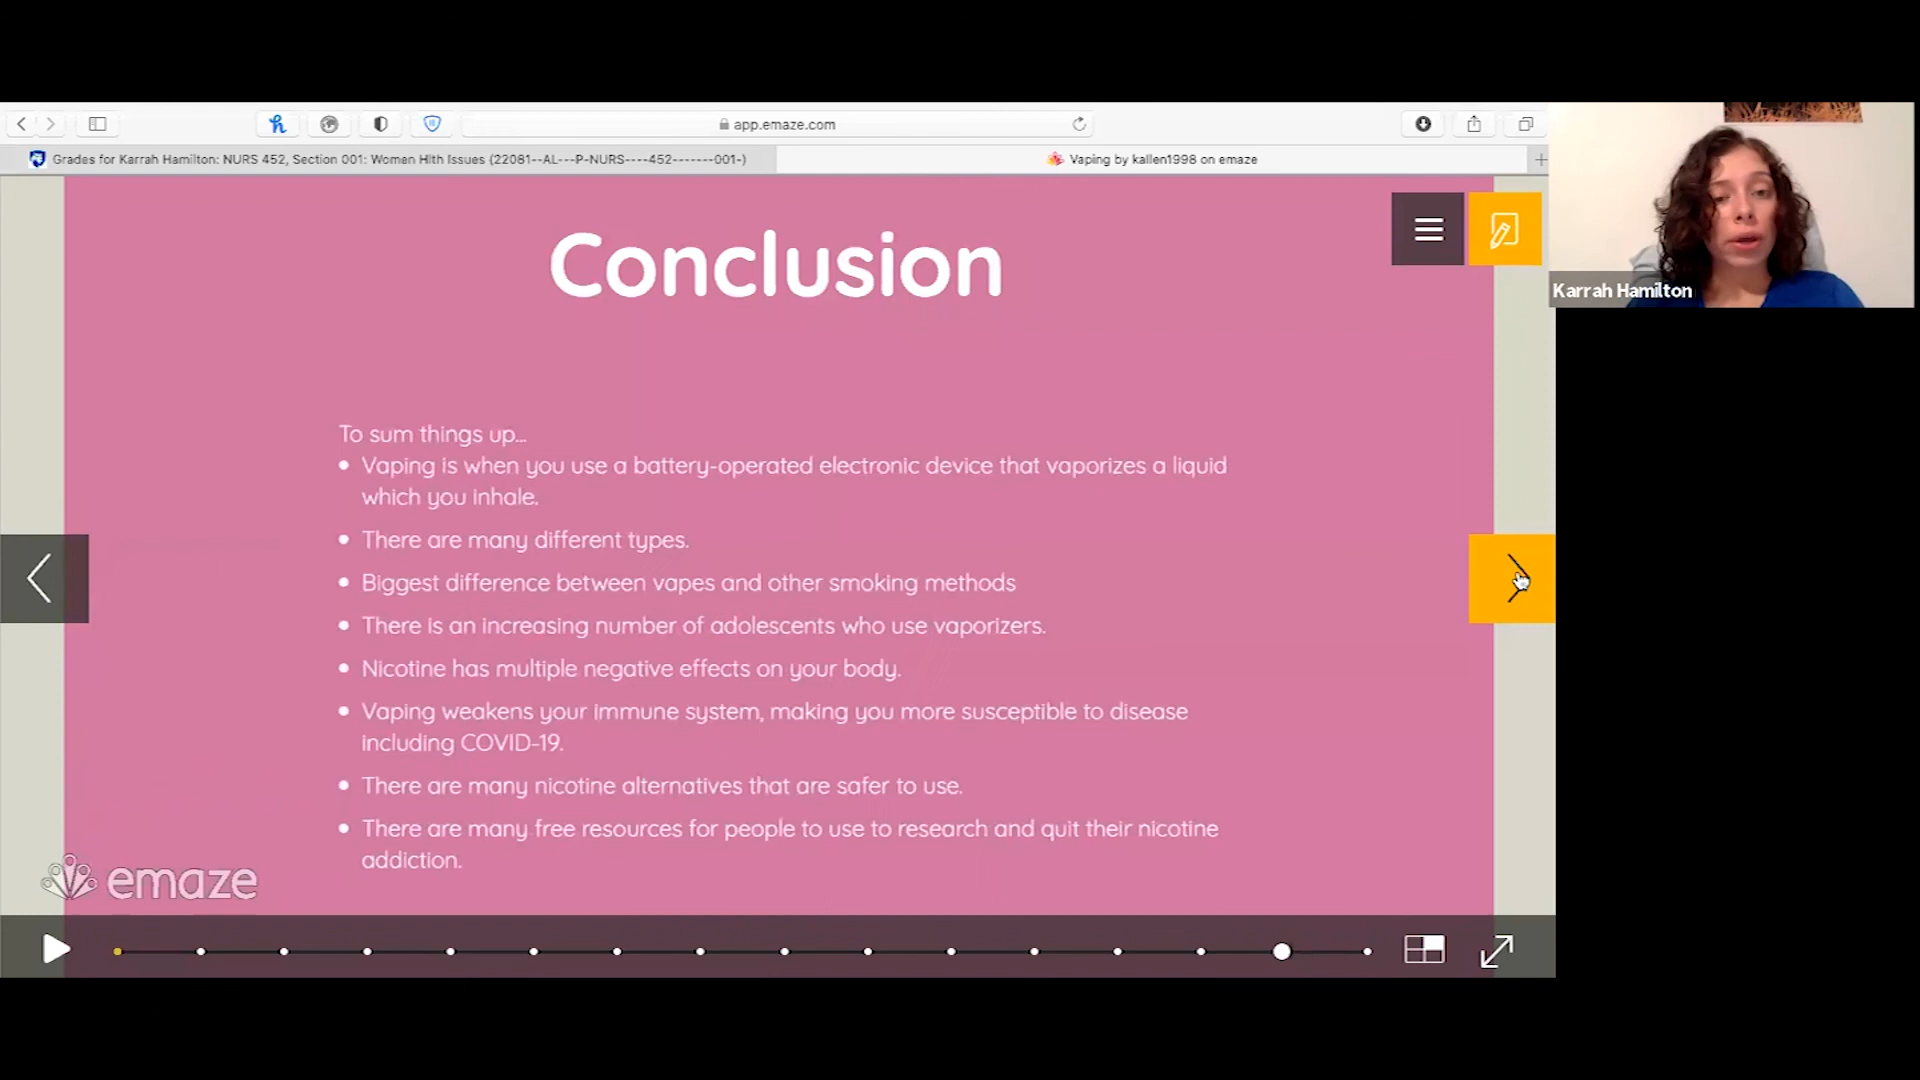 app.emaze.com
Grades for Karrah Hamilton: NURS 452, Section 001: Women Hlth Issues (22081--AL---P-NURS----452-------001-)
Vaping by kallen1998 on emaze
Conclusion
Karrah Hamilton
To sum things up...
• Vaping is when you use a battery-operated electronic device that vaporizes a liquid
which you inhale.
• There are many different types.
• Biggest difference between vapes and other smoking methods
• There is an increasing number of adolescents who use vaporizers.
• Nicotine has multiple negative effects on your body.
• Vaping weakens your immune system, making you more susceptible to disease
including COVID-19.
• There are many nicotine alternatives that are safer to use.
• There are many free resources for people to use to research and quit their nicotine
addiction.
emaze